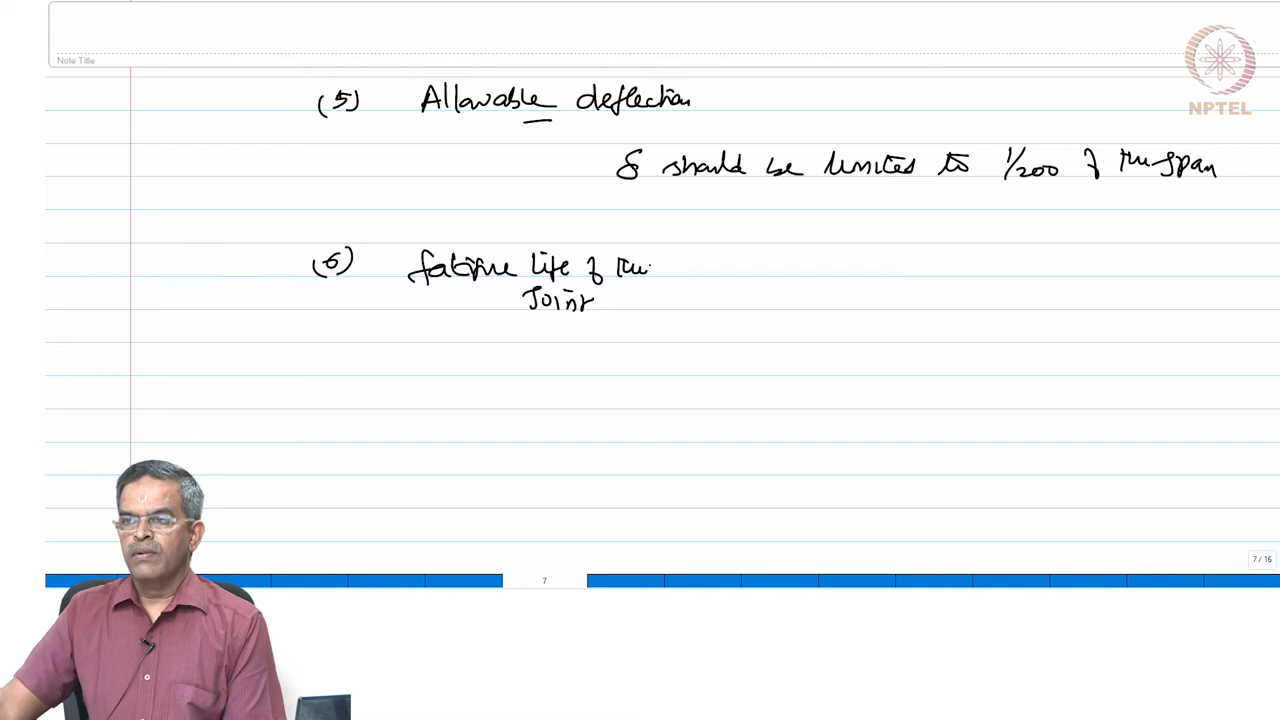 Note Title
NPTEL
(5) Allowable deflection
δ should be limited to 1/200 of the span
(6) fatigue life of the
Joint
7/16
7